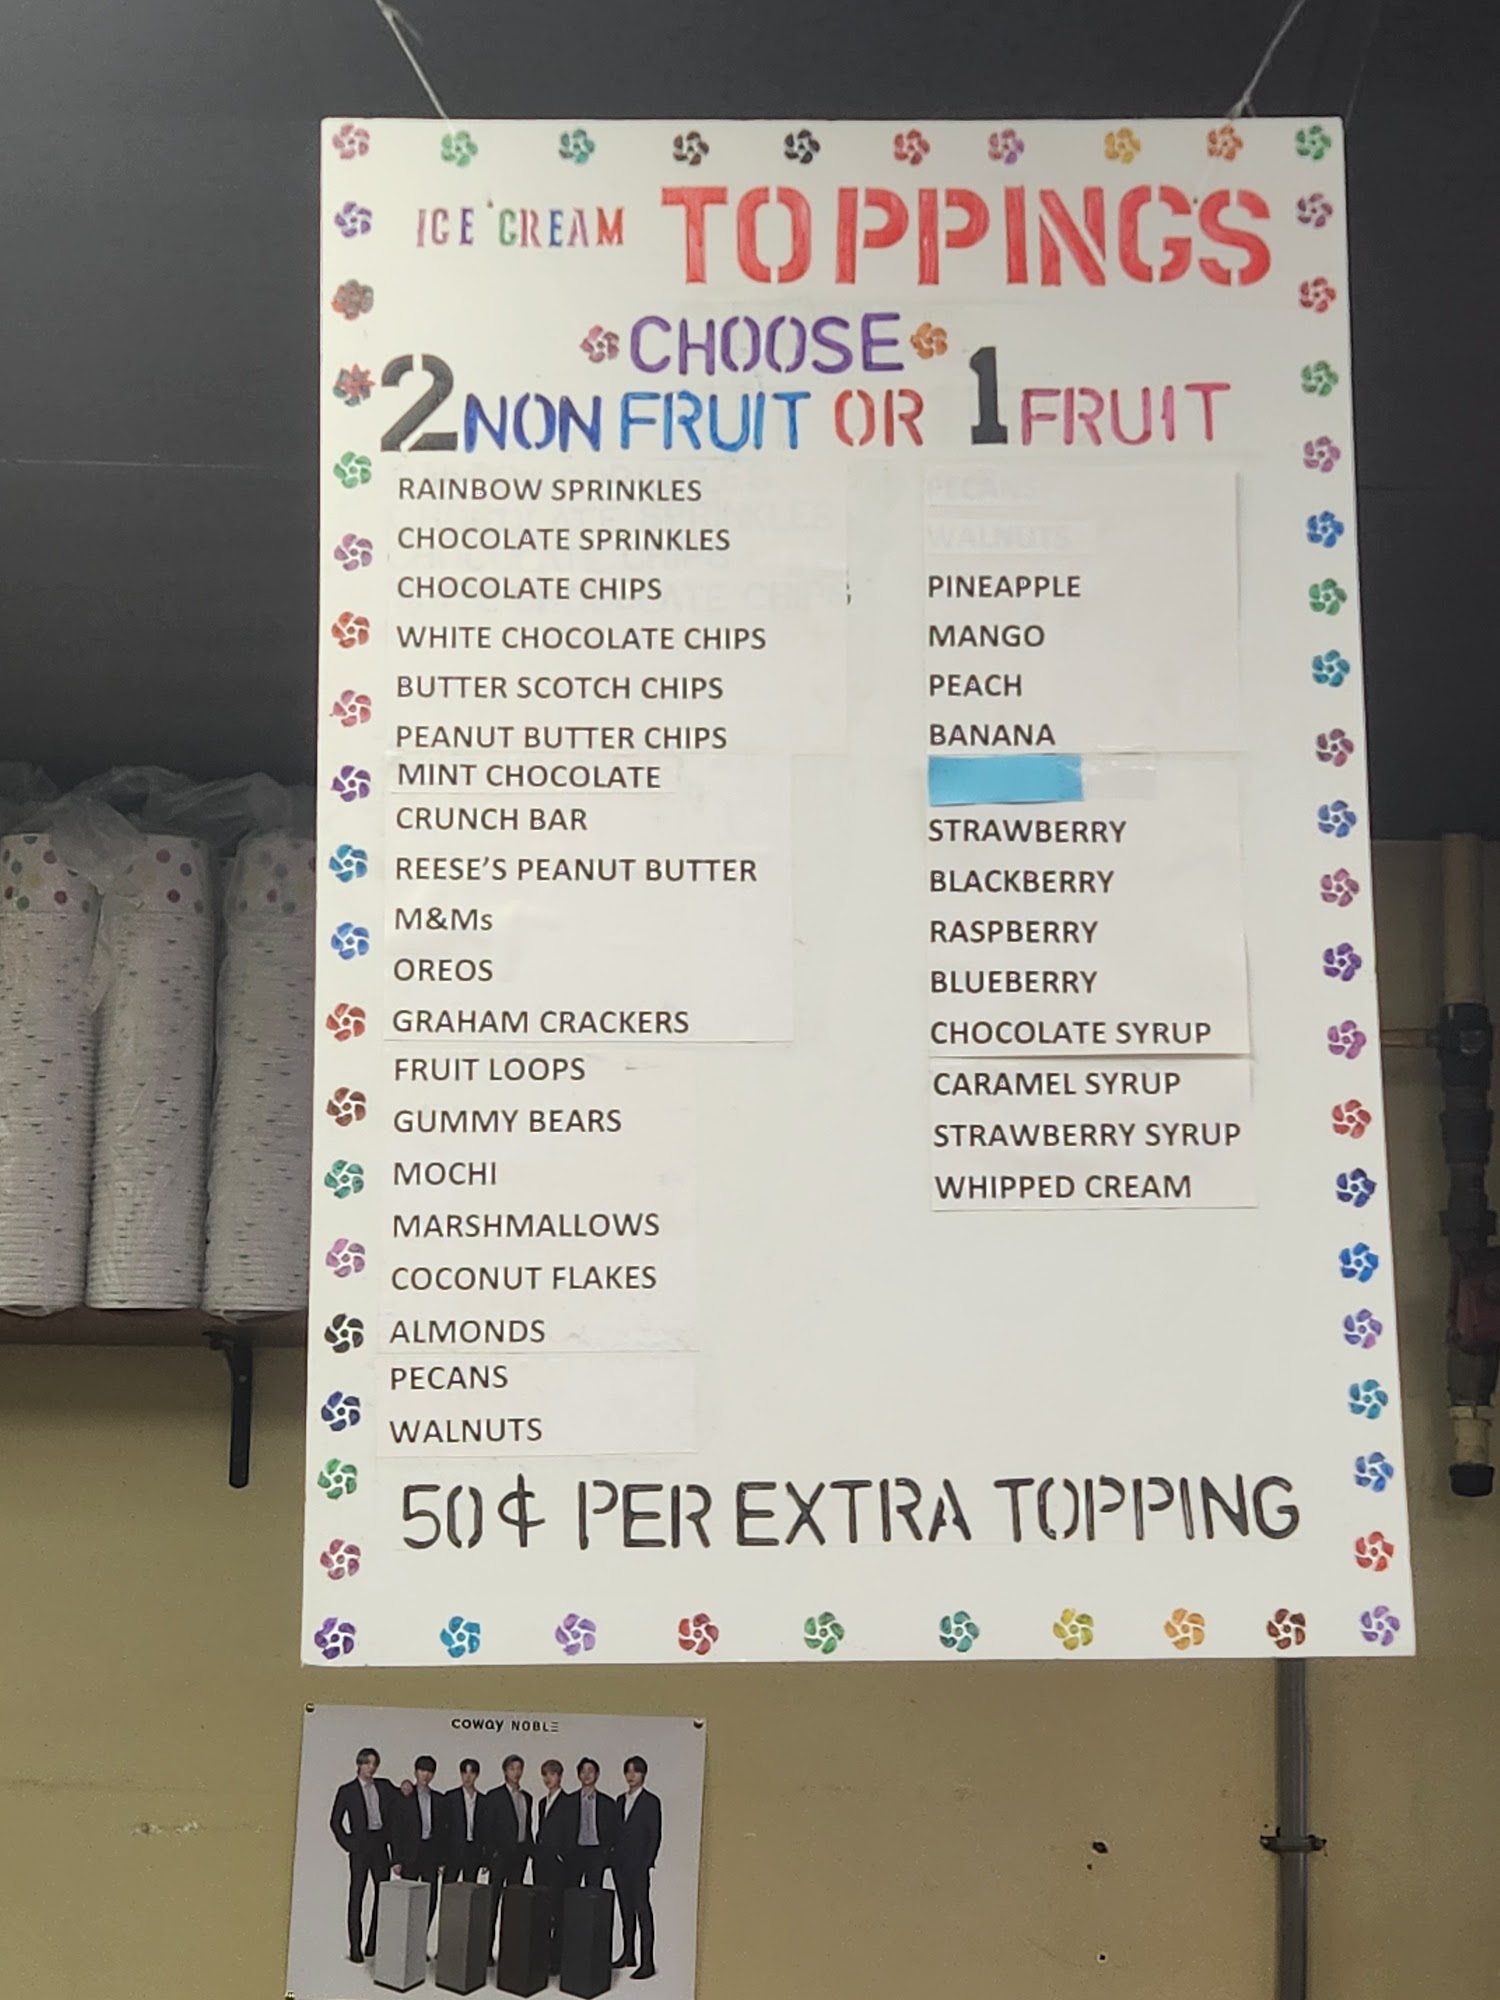 ICE CREAM TOPPINGS
CHOOSE
2 NON FRUIT OR 1 FRUIT
RAINBOW SPRINKLES
CHOCOLATE SPRINKLES
CHOCOLATE CHIPS
WHITE CHOCOLATE CHIPS
BUTTER SCOTCH CHIPS
PEANUT BUTTER CHIPS
MINT CHOCOLATE
CRUNCH BAR
REESE'S PEANUT BUTTER
M&Ms
OREOS
GRAHAM CRACKERS
FRUIT LOOPS
GUMMY BEARS
MOCHI
MARSHMALLOWS
COCONUT FLAKES
ALMONDS
PECANS
WALNUTS
PECANS
WALNUTS
PINEAPPLE
MANGO
PEACH
BANANA
STRAWBERRY
BLACKBERRY
RASPBERRY
BLUEBERRY
CHOCOLATE SYRUP
CARAMEL SYRUP
STRAWBERRY SYRUP
WHIPPED CREAM
50¢ PER EXTRA TOPPING
coway NOBLE